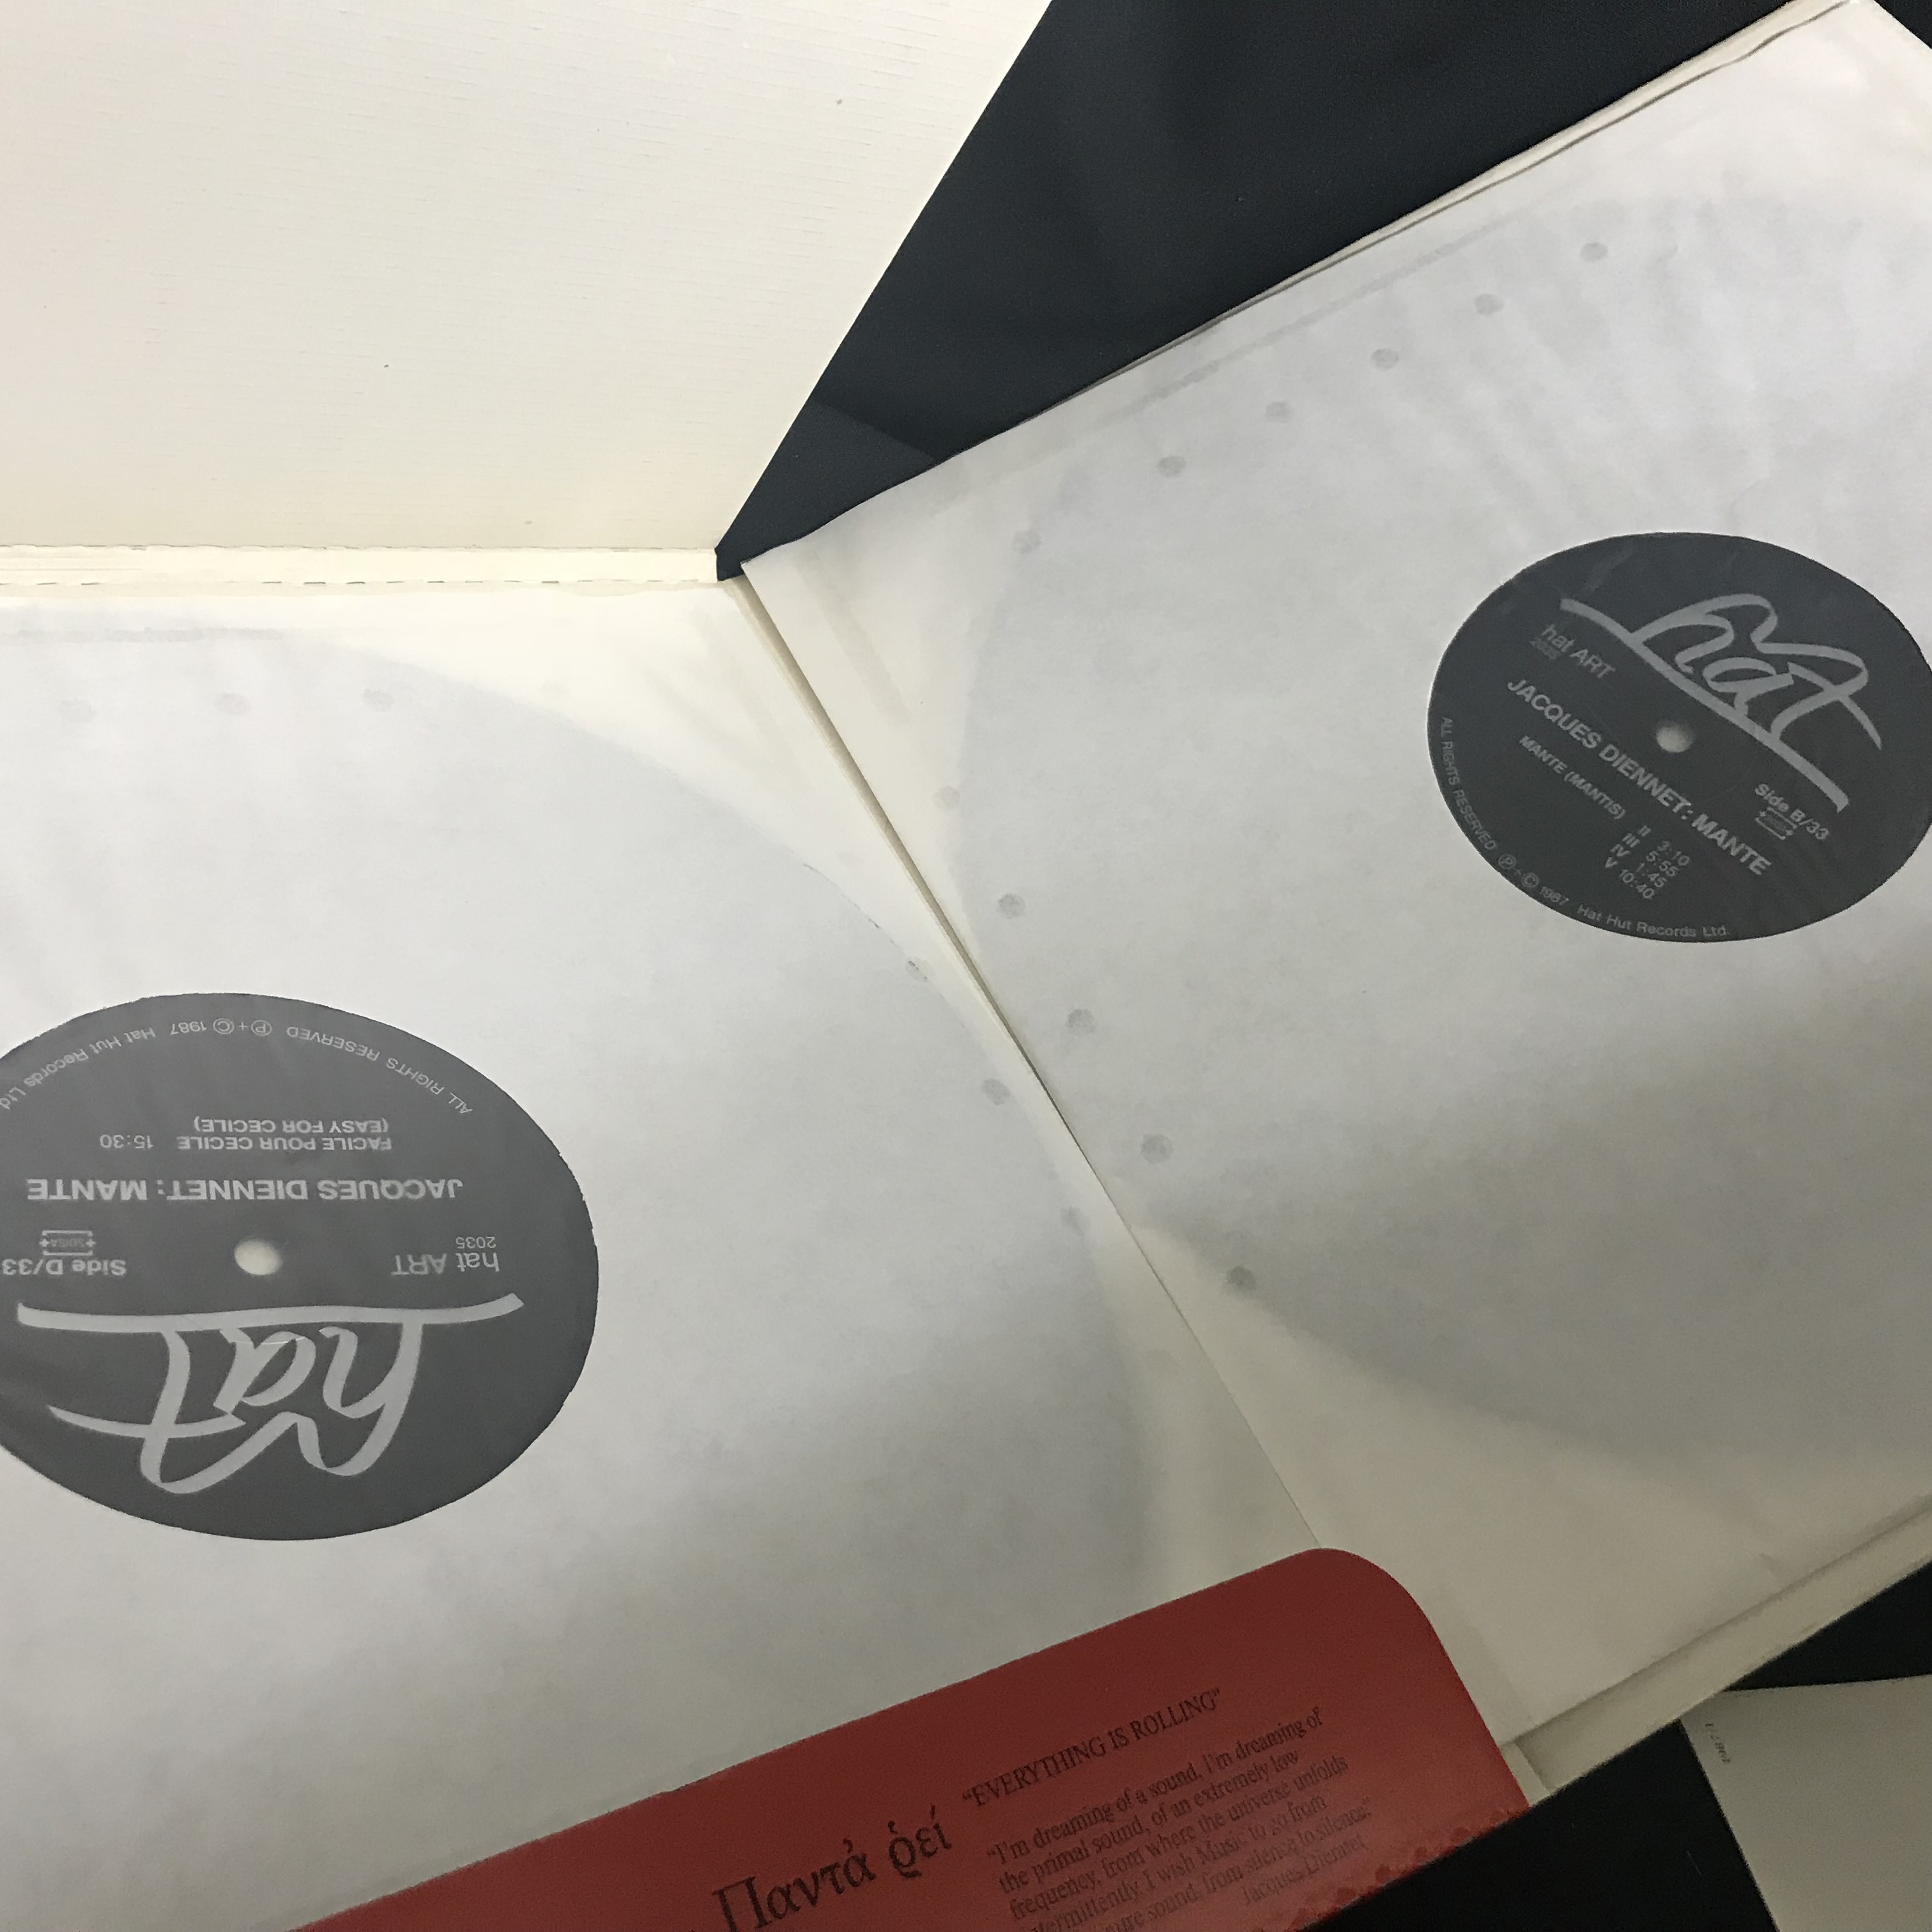 hat
hat ART
2035
Side B/33
JACQUES DIENNET: MANTE
MANTE (MANTIS)
II 3:10
III 5:55
IV 1:45
V 10:40
ALL RIGHTS RESERVED Ⓟ+© 1987 Hat Hut Records Ltd.
hat
Side D/33
hat ART
2035
JACQUES DIENNET: MANTE
FACILE POUR CECILE 15:30
(EASY FOR CECILE)
ALL RIGHTS RESERVED Ⓟ+© 1987 Hat Hut Records Ltd
Παντἀ ῥεί
"EVERYTHING IS ROLLING"
"I'm dreaming of a sound, I'm dreaming of
the primal sound, of an extremely low
frequency, from where the universe unfolds
I wish Music to go from
sound, from silence to silence."
Jacques Diennet